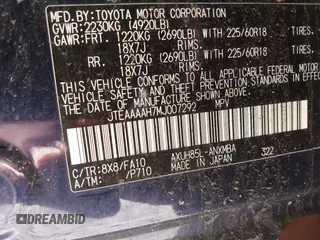 MFD.BY: TOYOTA MOTOR CORPORATION
GVWR: 2230KG (4920LB)
GAWR: FRT. 1220KG (2690LB) WITH 225/60R18 TIRES.
18X7J RIMS.
RR. 1220KG (2690LB) WITH 225/60R18 TIRES.
18X7J RIMS.
THIS VEHICLE CONFORMS TO ALL APPLICABLE FEDERAL MOTOR
VEHICLE SAFETY AND THEFT PREVENTION STANDARDS IN EFFECT
ON THE DATE OF MANUFACTURE SHOWN ABOVE.
JTEAAAAH7MJ007292 MPV
C/TR: 8X8/FA10 AXUH85L-ANXMBA 322
A/TM: /P710 MADE IN JAPAN
DREAMBID